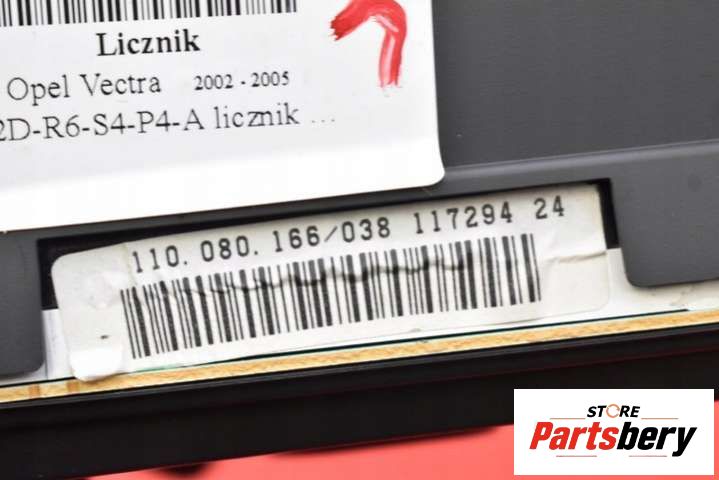 Licznik
Opel Vectra 2002 - 2005
2D-R6-S4-P4-A licznik ...
110.080.166/038 117294 24
STORE
Partsbery